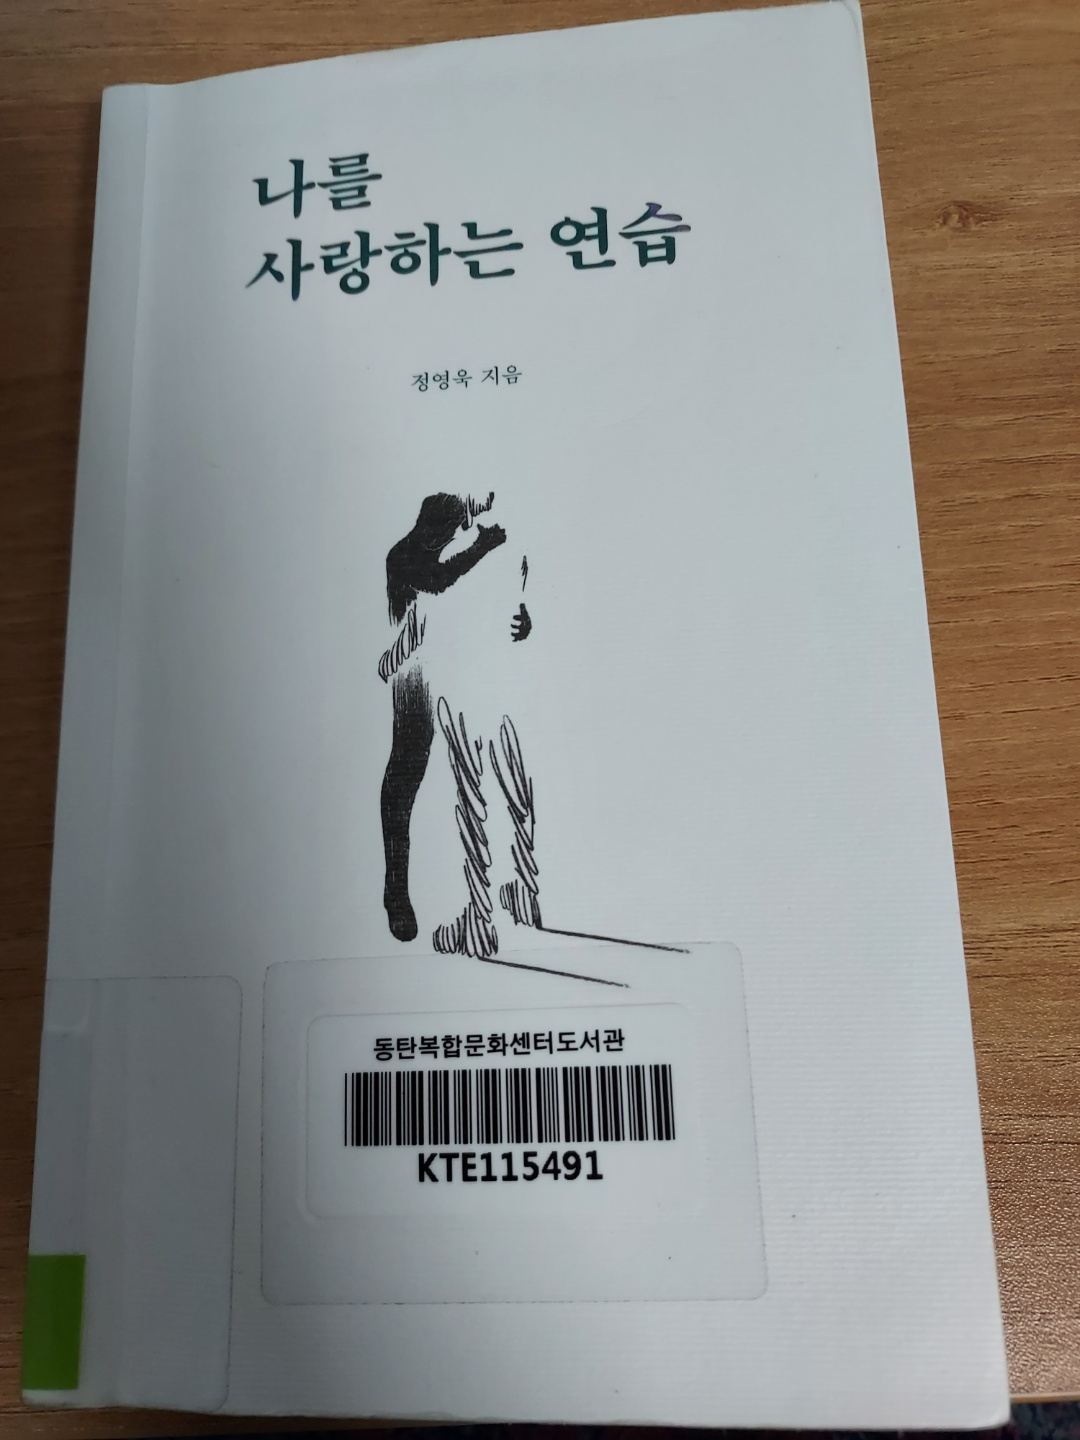 나를
사랑하는 연습
정영욱 지음
동탄복합문화센터도서관
KTE115491